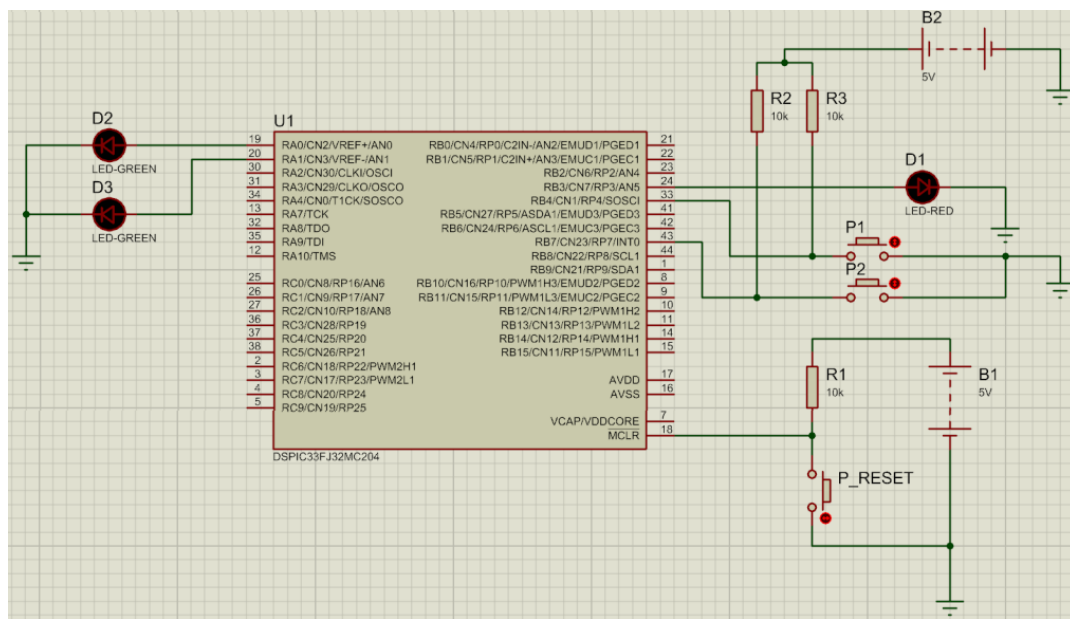 B2
5V
R2
10k
R3
10k
D2
LED-GREEN
D3
LED-GREEN
U1
19 RA0/CN2/VREF+/AN0
20 RA1/CN3/VREF-/AN1
30 RA2/CN30/CLKI/OSCI
31 RA3/CN29/CLKO/OSCO
34 RA4/CN0/T1CK/SOSCO
13 RA7/TCK
32 RA8/TDO
35 RA9/TDI
12 RA10/TMS
25 RC0/CN8/RP16/AN6
26 RC1/CN9/RP17/AN7
27 RC2/CN10/RP18/AN8
36 RC3/CN28/RP19
37 RC4/CN25/RP20
38 RC5/CN26/RP21
2 RC6/CN18/RP22/PWM2H1
3 RC7/CN17/RP23/PWM2L1
4 RC8/CN20/RP24
5 RC9/CN19/RP25
RB0/CN4/RP0/C2IN-/AN2/EMUD1/PGED1 21
RB1/CN5/RP1/C2IN+/AN3/EMUC1/PGEC1 22
RB2/CN6/RP2/AN4 23
RB3/CN7/RP3/AN5 24
RB4/CN1/RP4/SOSCI 33
RB5/CN27/RP5/ASDA1/EMUD3/PGED3 41
RB6/CN24/RP6/ASCL1/EMUC3/PGEC3 42
RB7/CN23/RP7/INT0 43
RB8/CN22/RP8/SCL1 44
RB9/CN21/RP9/SDA1 1
RB10/CN16/RP10/PWM1H3/EMUD2/PGED2 8
RB11/CN15/RP11/PWM1L3/EMUC2/PGEC2 9
RB12/CN14/RP12/PWM1H2 10
RB13/CN13/RP13/PWM1L2 11
RB14/CN12/RP14/PWM1H1 14
RB15/CN11/RP15/PWM1L1 15
AVDD 17
AVSS 16
VCAP/VDDCORE 7
MCLR 18
DSPIC33FJ32MC204
D1
LED-RED
P1
P2
R1
10k
B1
5V
P_RESET